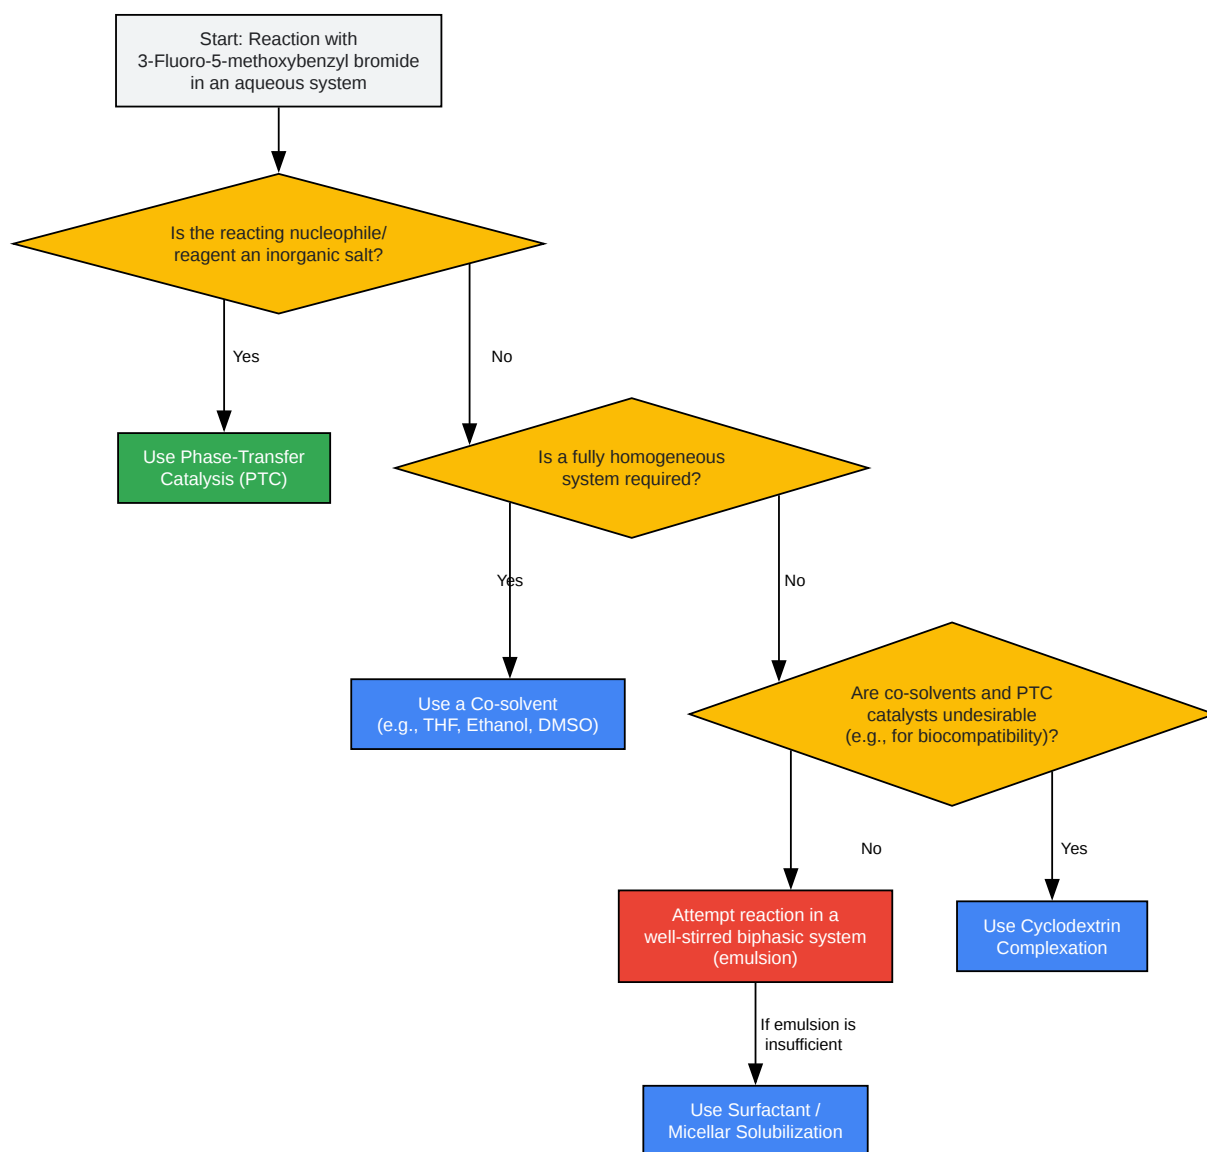 Start: Reaction with
3-Fluoro-5-methoxybenzyl bromide
in an aqueous system
Is the reacting nucleophile/
reagent an inorganic salt?
Yes
No
Use Phase-Transfer
Catalysis (PTC)
Is a fully homogeneous
system required?
Yes
No
Use a Co-solvent
(e.g., THF, Ethanol, DMSO)
Are co-solvents and PTC
catalysts undesirable
(e.g., for biocompatibility)?
No
Yes
Attempt reaction in a
well-stirred biphasic system
(emulsion)
Use Cyclodextrin
Complexation
If emulsion is
insufficient
Use Surfactant /
Micellar Solubilization